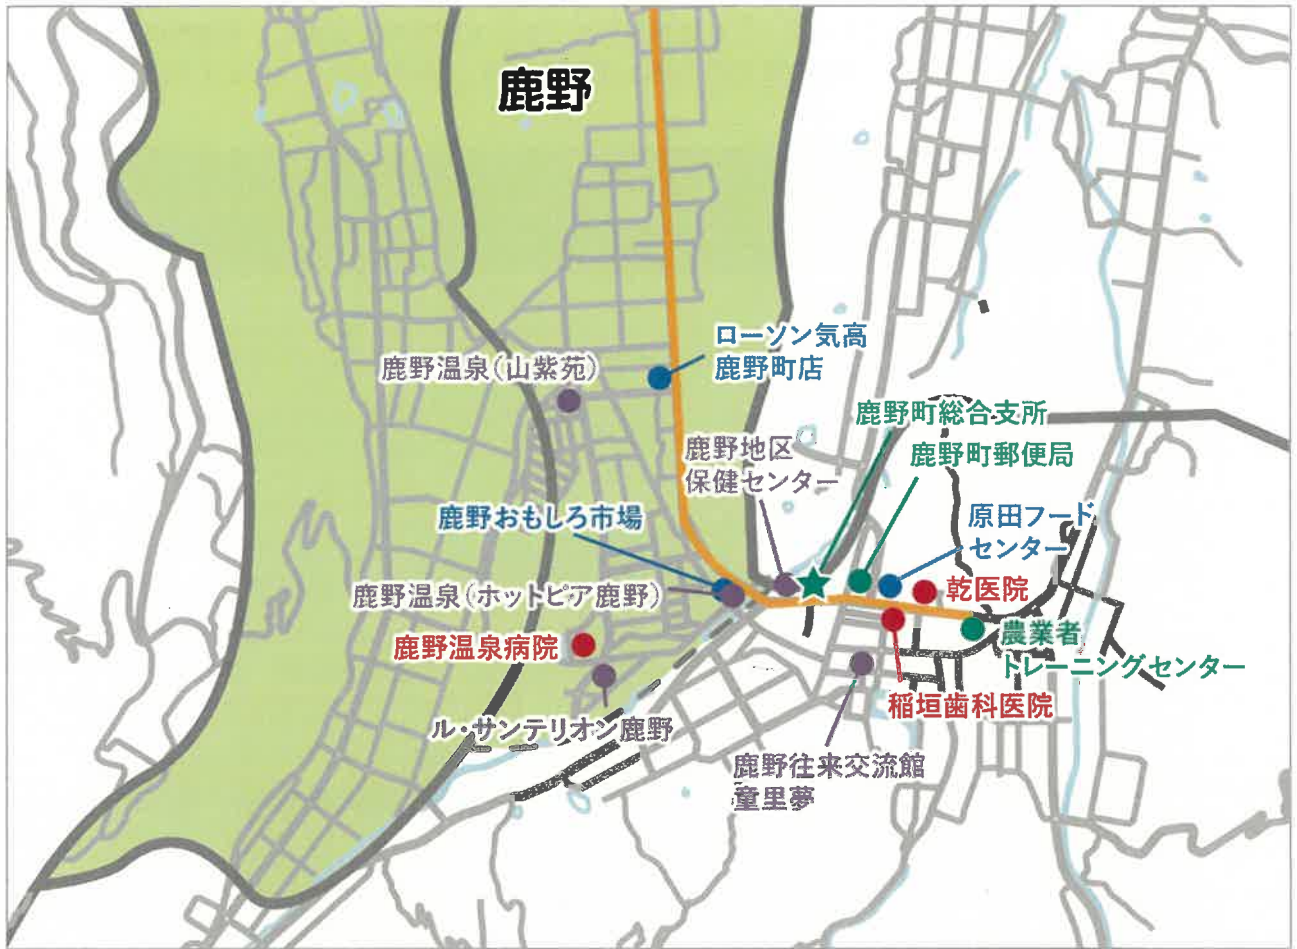 鹿野
ローソン気高
鹿野町店
鹿野温泉(山紫苑)
鹿野町総合支所
鹿野地区
保健センター
鹿野町郵便局
鹿野おもしろ市場
原田フード
センター
鹿野温泉(ホットピア鹿野)
乾医院
鹿野温泉病院
農業者
トレーニングセンター
稲垣歯科医院
ル・サンテリオン鹿野
鹿野往来交流館
童里夢